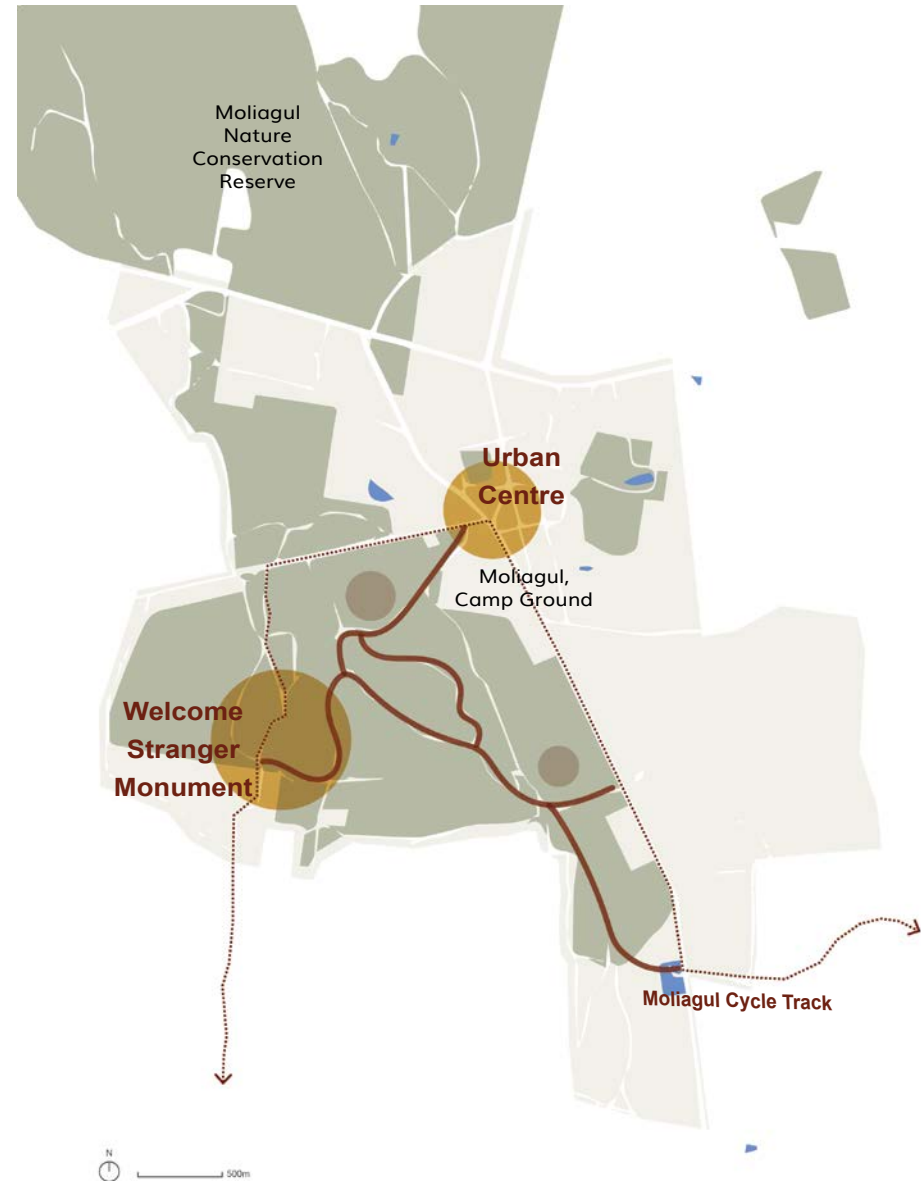 Moliagul
Nature
Conservation
Reserve
Urban
Centre
Moliagul,
Camp Ground
Welcome
Stranger
Monument
Moliagul Cycle Track
N
500m